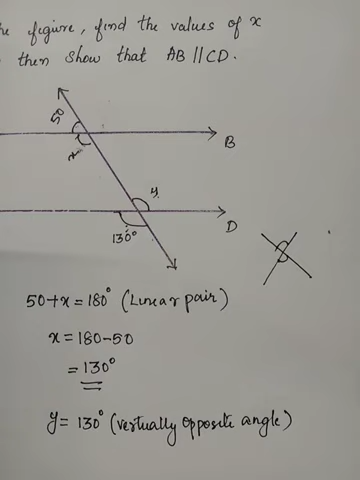 he figure, find the values of x
then show that AB || CD.
50
x
B
y
130°
D
50+x = 180° (Linear pair)
x = 180-50
= 130°
y = 130° (vertually opposite angle)